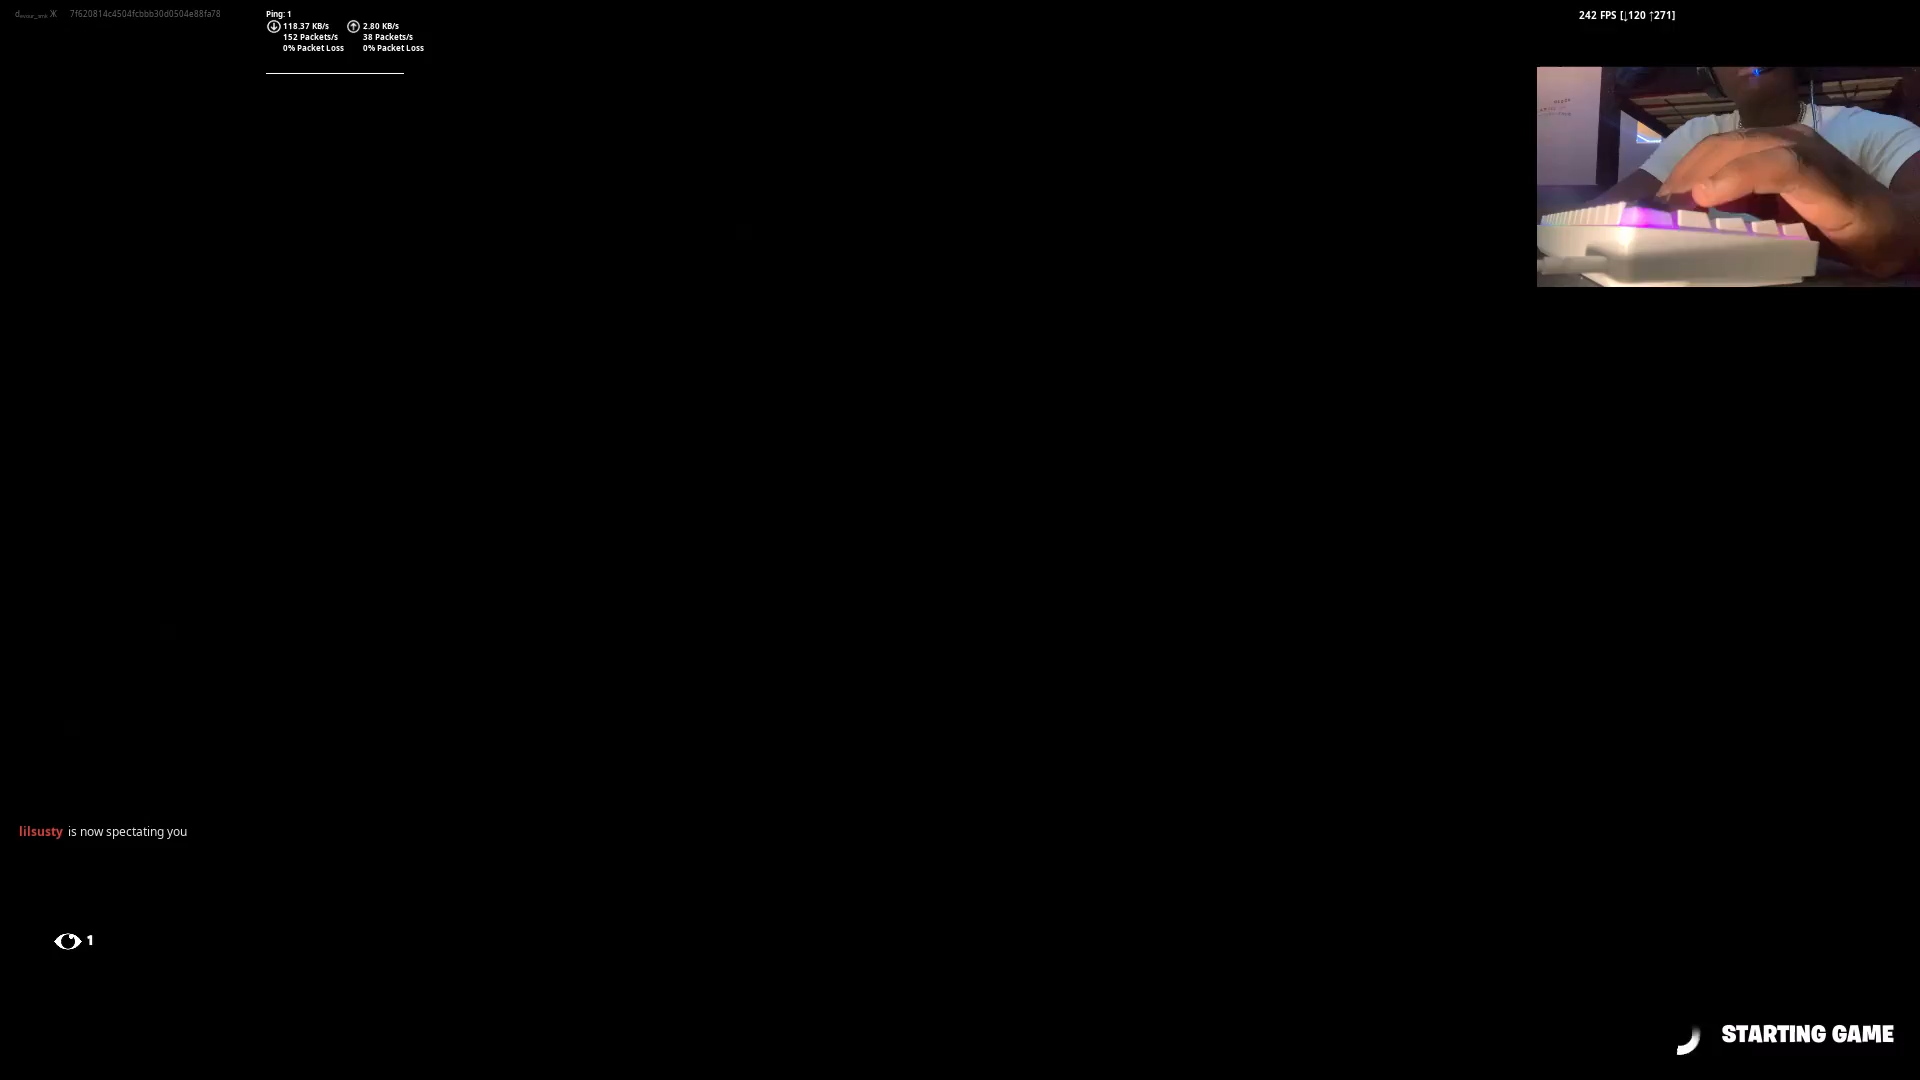 Ж 7f620814c4504fcbbb30d0504e88fa78
Ping: 1
118.37 KB/s 2.80 KB/s
152 Packets/s 38 Packets/s
0% Packet Loss 0% Packet Loss
242 FPS [↓120 ↑271]
lilsusty is now spectating you
1
STARTING GAME